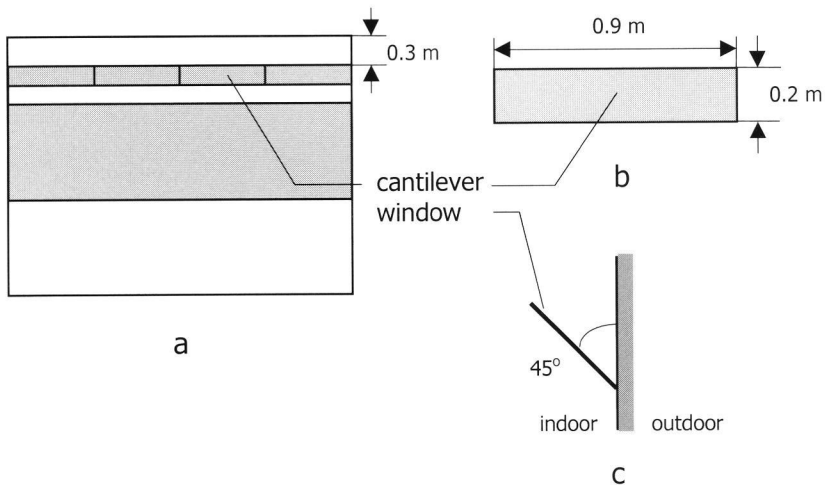 0.3 m
0.9 m
0.2 m
b
cantilever
window
a
45°
indoor outdoor
c